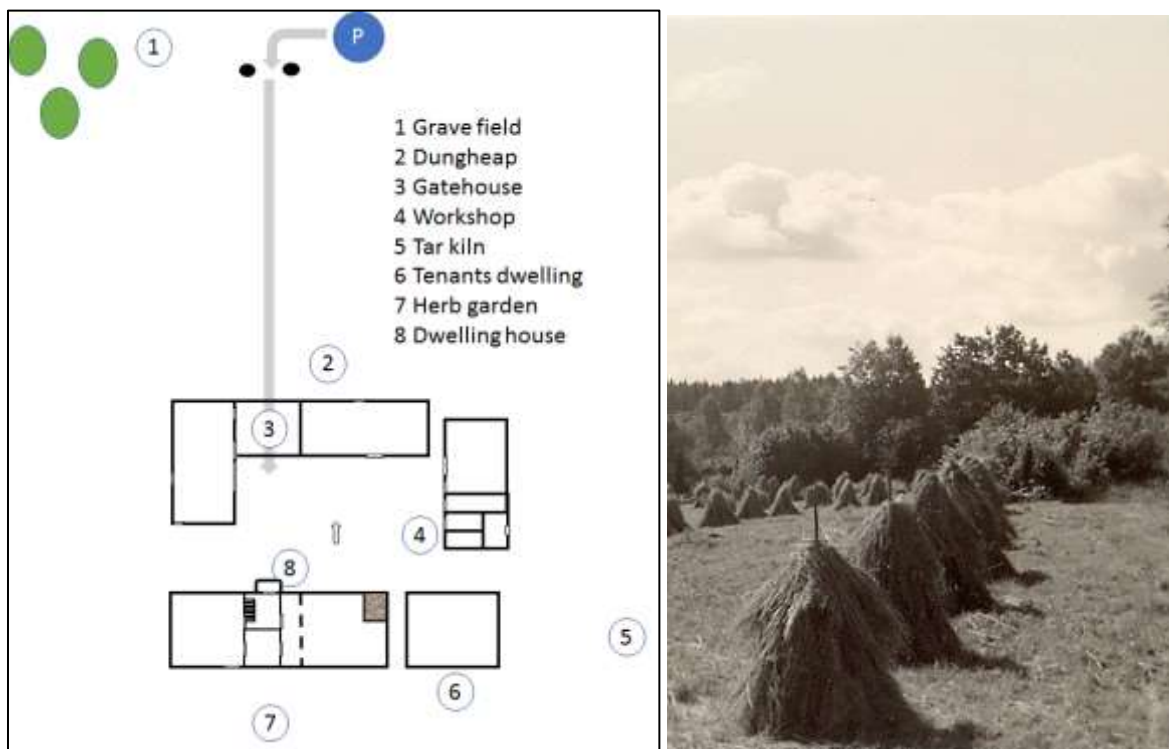 P
1
1 Grave field
2 Dungheap
3 Gatehouse
4 Workshop
5 Tar kiln
6 Tenants dwelling
7 Herb garden
8 Dwelling house
2
3
4
8
5
6
7